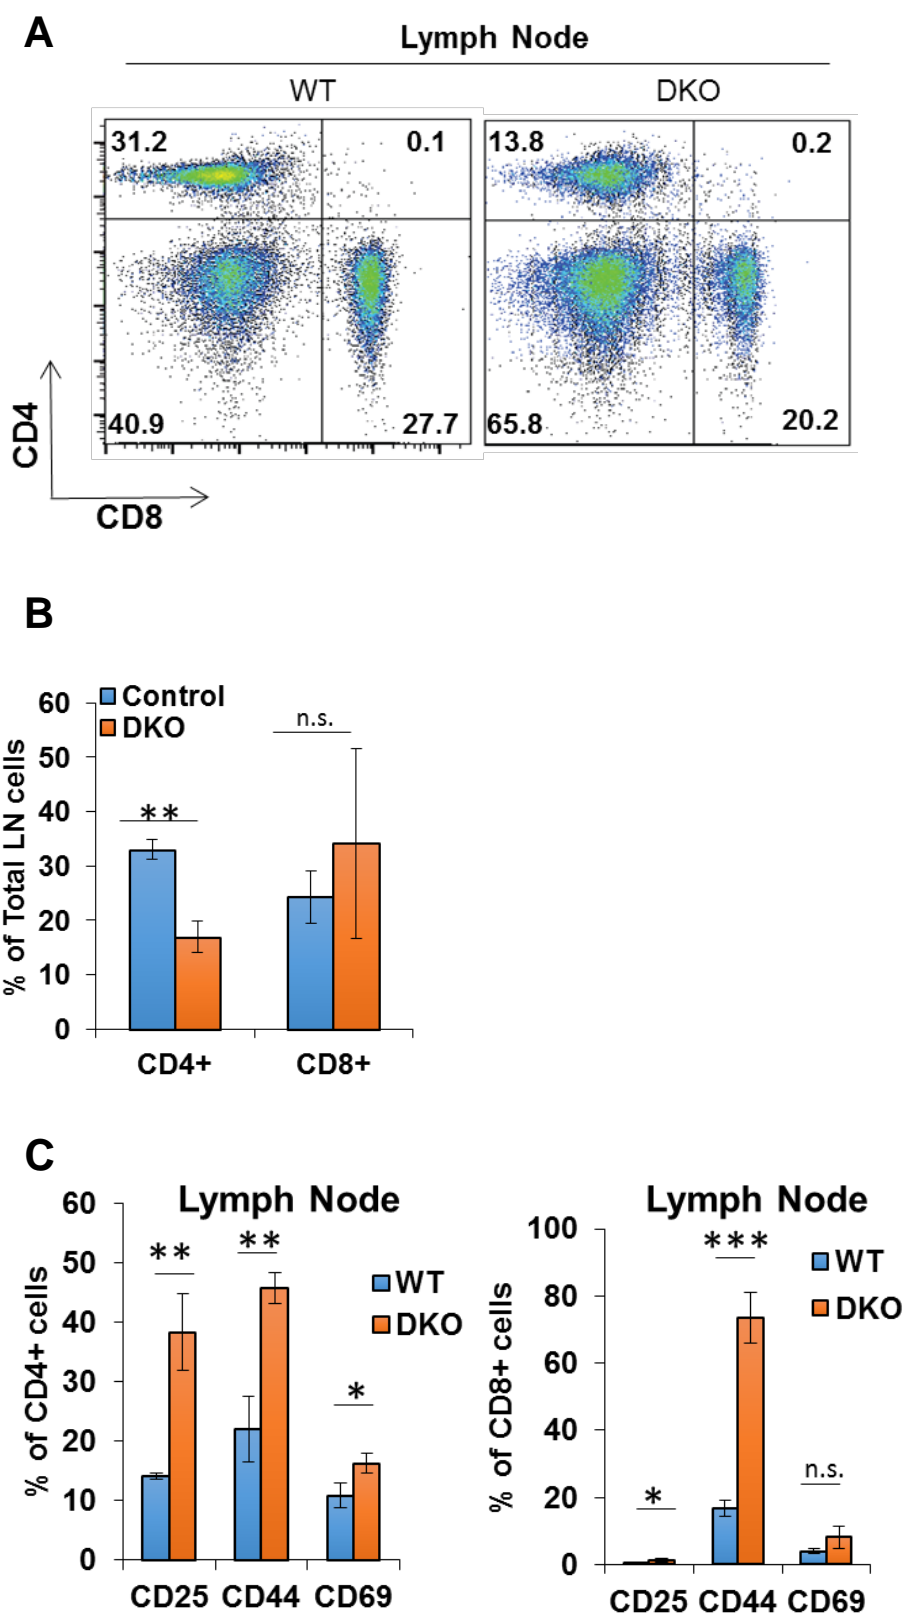 A
Lymph Node
WT DKO
31.2 0.1 13.8 0.2
40.9 27.7 65.8 20.2
CD4
CD8
B
Control
DKO
n.s.
**
% of Total LN cells
60
50
40
30
20
10
0
CD4+ CD8+
C
Lymph Node
WT
DKO
** ** *
% of CD4+ cells
60
50
40
30
20
10
0
CD25 CD44 CD69
Lymph Node
WT
DKO
* *** n.s.
% of CD8+ cells
100
80
60
40
20
0
CD25 CD44 CD69